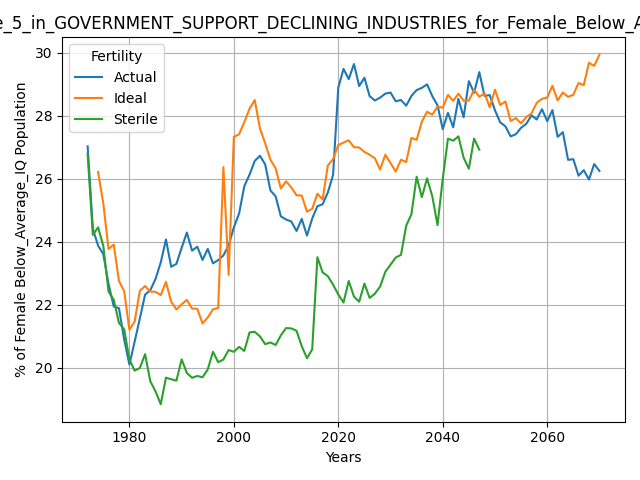 _5_in_GOVERNMENT_SUPPORT_DECLINING_INDUSTRIES_for_Female_Below_A
Fertility
Actual
Ideal
Sterile
% of Female Below_Average_IQ Population
30
28
26
24
22
20
1980
2000
2020
2040
2060
Years